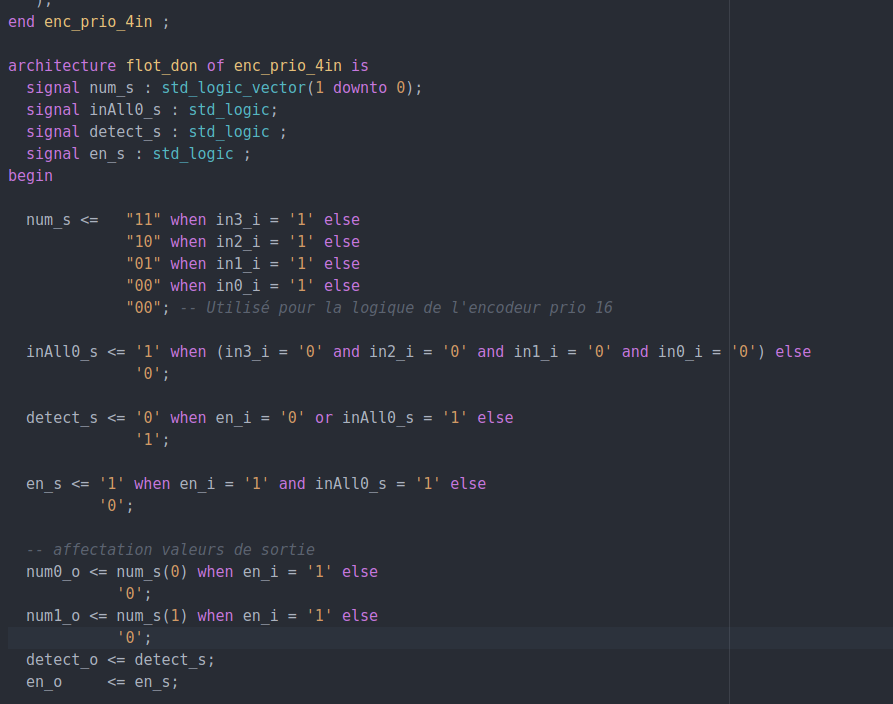 );
end enc_prio_4in ;
architecture flot_don of enc_prio_4in is
signal num_s : std_logic_vector(1 downto 0);
signal inAll0_s : std_logic;
signal detect_s : std_logic ;
signal en_s : std_logic ;
begin
num_s <=   "11" when in3_i = '1' else
"10" when in2_i = '1' else
"01" when in1_i = '1' else
"00" when in0_i = '1' else
"00"; -- Utilisé pour la logique de l'encodeur prio 16
inAll0_s <= '1' when (in3_i = '0' and in2_i = '0' and in1_i = '0' and in0_i = '0') else
'0';
detect_s <= '0' when en_i = '0' or inAll0_s = '1' else
'1';
en_s <= '1' when en_i = '1' and inAll0_s = '1' else
'0';
-- affectation valeurs de sortie
num0_o <= num_s(0) when en_i = '1' else
'0';
num1_o <= num_s(1) when en_i = '1' else
'0';
detect_o <= detect_s;
en_o     <= en_s;